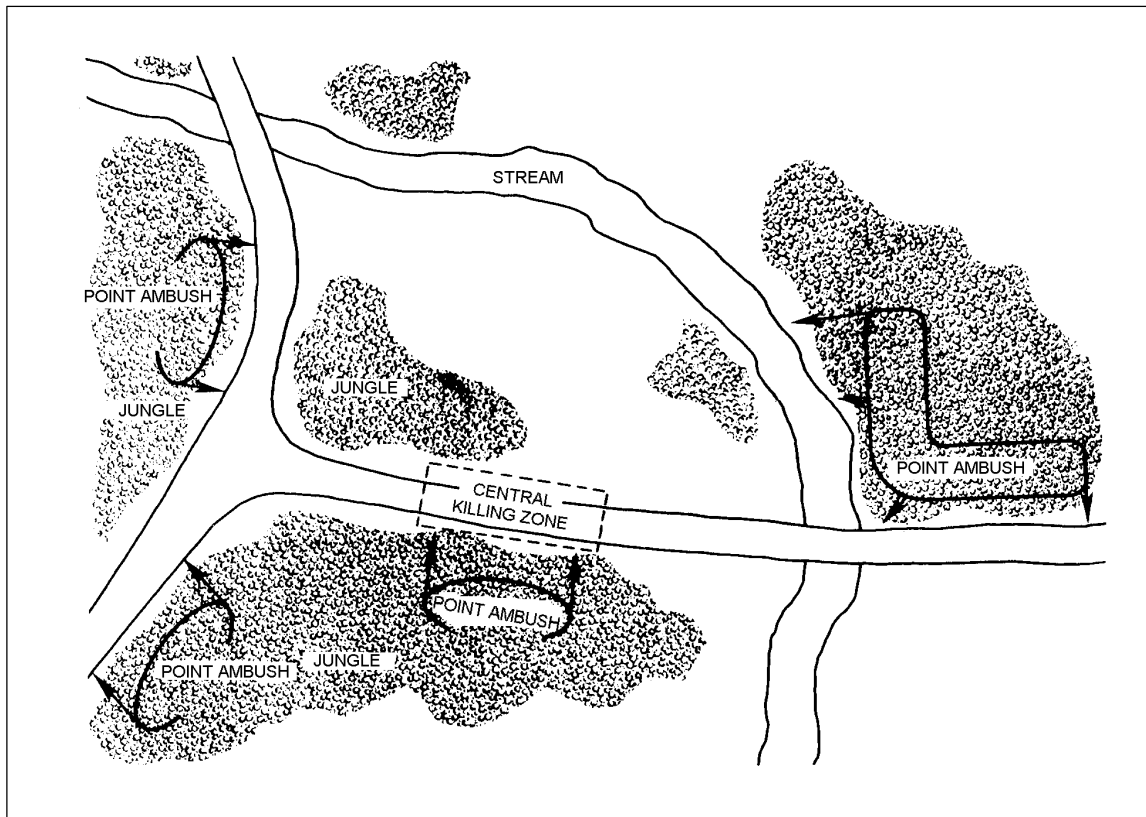 STREAM
POINT AMBUSH
JUNGLE
JUNGLE
POINT AMBUSH
CENTRAL
KILLING ZONE
POINT AMBUSH
POINT AMBUSH
JUNGLE